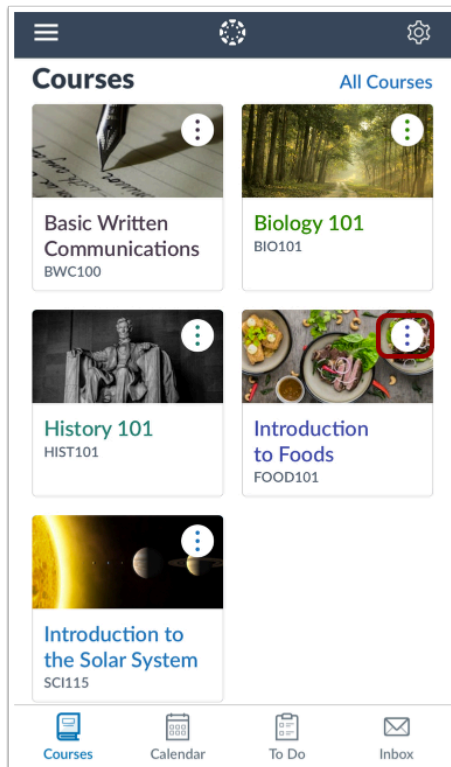 Courses
All Courses
Basic Written
Communications
BWC100
Biology 101
BIO101
History 101
HIST101
Introduction
to Foods
FOOD101
Introduction to
the Solar System
SCI115
Courses
Calendar
To Do
Inbox